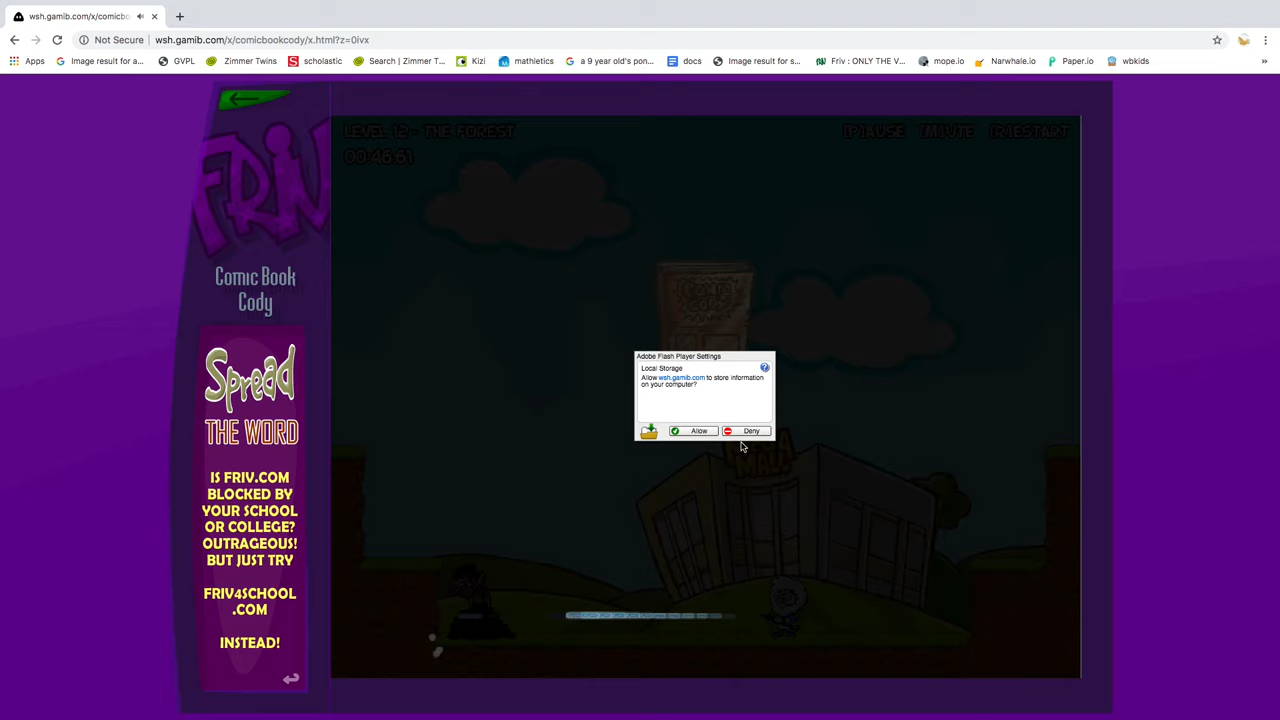 wsh.gamib.com/x/comicbo
Not Secure wsh.gamib.com/x/comicbookcody/x.html?z=0ivx
Apps Image result for a... GVPL Zimmer Twins scholastic Search | Zimmer T... Kizi mathletics a 9 year old's pon... docs Image result for s... Friv : ONLY THE V... mope.io Narwhale.io Paper.io wbkids »
FRIV
Comic Book
Cody
Spread
THE WORD
IS FRIV.COM
BLOCKED BY
YOUR SCHOOL
OR COLLEGE?
OUTRAGEOUS!
BUT JUST TRY
FRIV4SCHOOL
.COM
INSTEAD!
LEVEL 12 - THE FOREST
[P]AUSE [M]UTE [R]ESTART
00:46:61
Adobe Flash Player Settings
Local Storage
Allow wsh.gamib.com to store information
on your computer?
Allow Deny
MALL